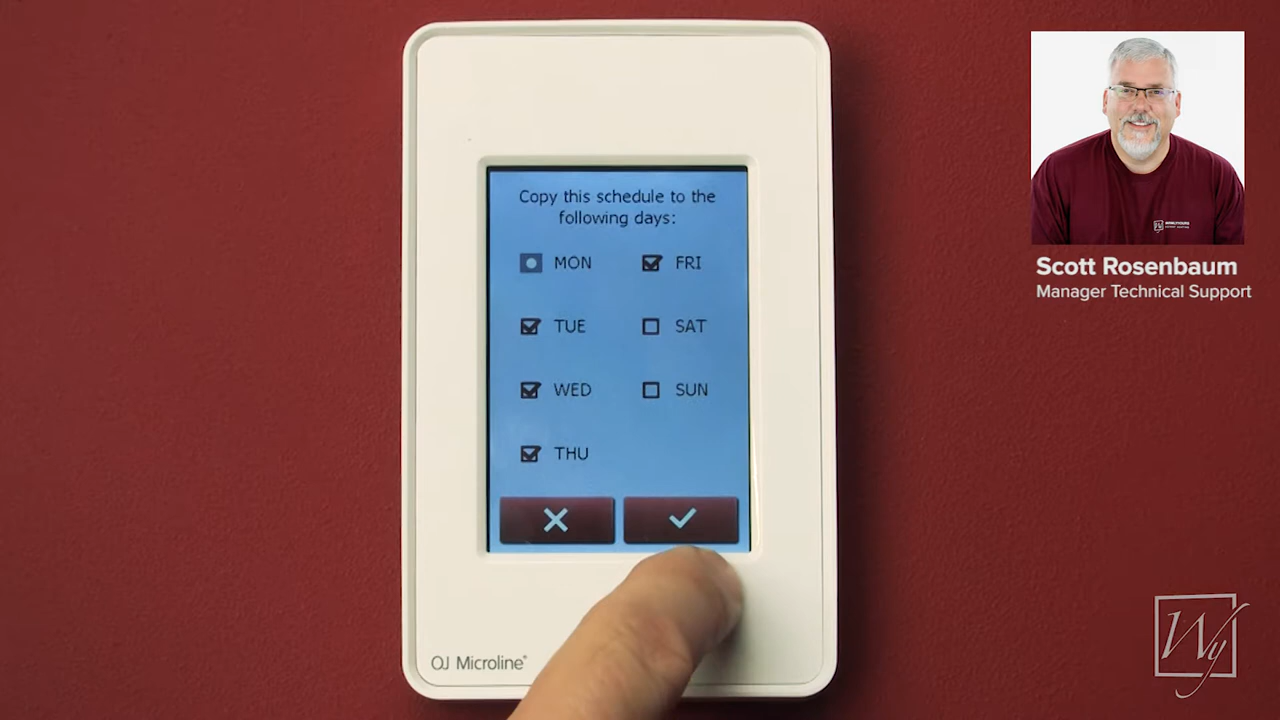 Copy this schedule to the
following days:
MON
FRI
TUE
SAT
WED
SUN
THU
OJ Microline®
Scott Rosenbaum
Manager Technical Support
Wy